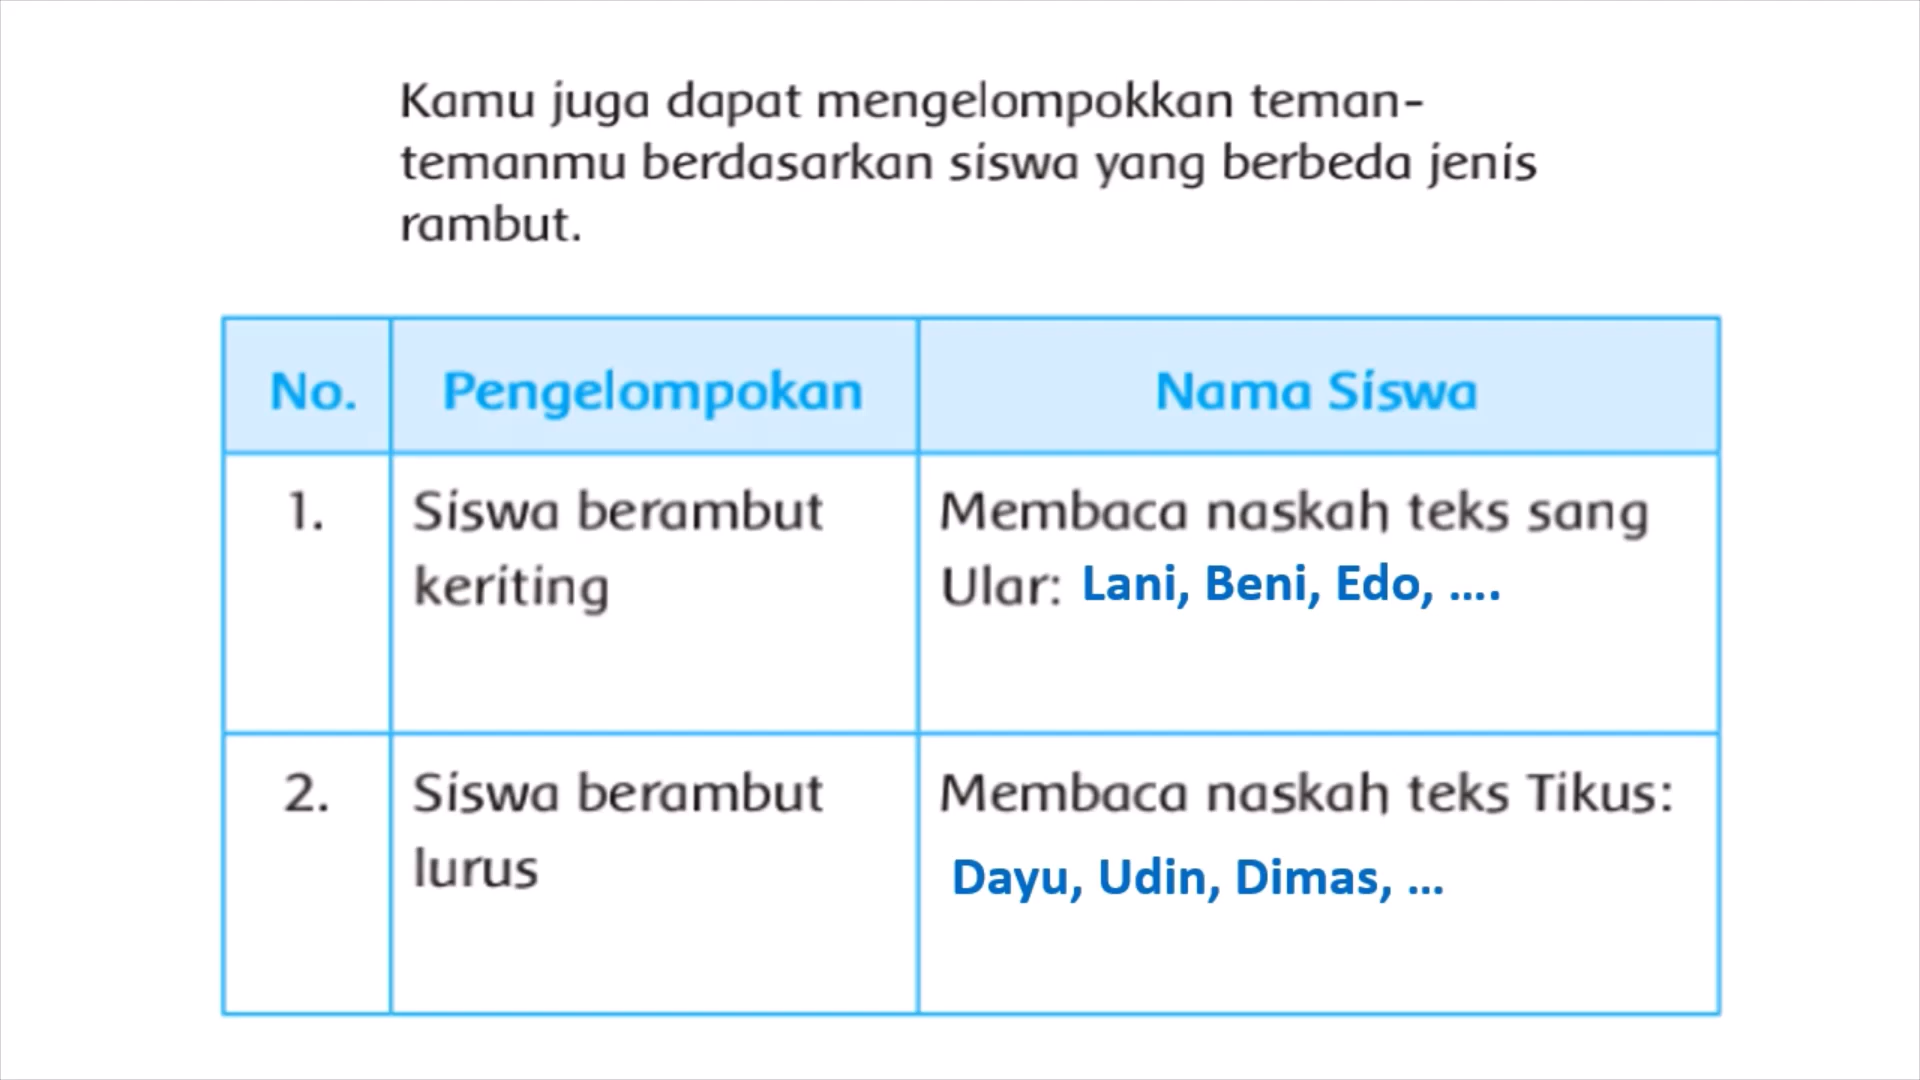 Kamu juga dapat mengelompokkan teman-
temanmu berdasarkan siswa yang berbeda jenis
rambut.
No. Pengelompokan Nama Siswa
1. Siswa berambut Membaca naskah teks sang
keriting Ular: Lani, Beni, Edo, ....
2. Siswa berambut Membaca naskah teks Tikus:
lurus Dayu, Udin, Dimas, ...